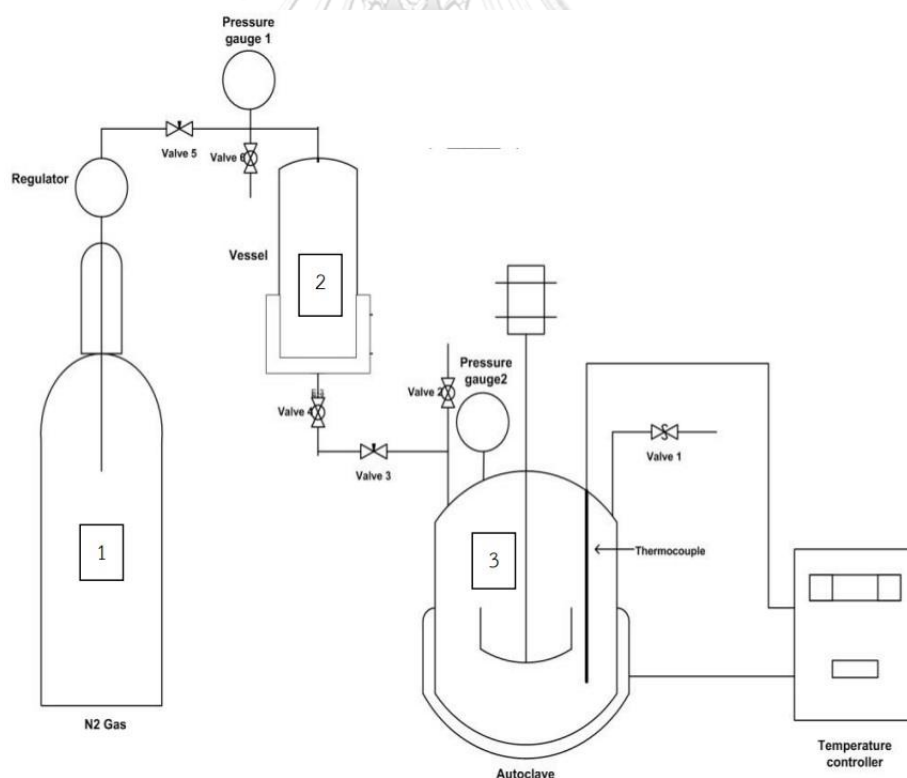 Pressure
gauge 1
Valve 5
Valve 6
Regulator
Vessel
2
Pressure
gauge2
Valve 2
Valve 4
Valve 3
Valve 1
1
3
Thermocouple
N2 Gas
Temperature
controller
Autoclave